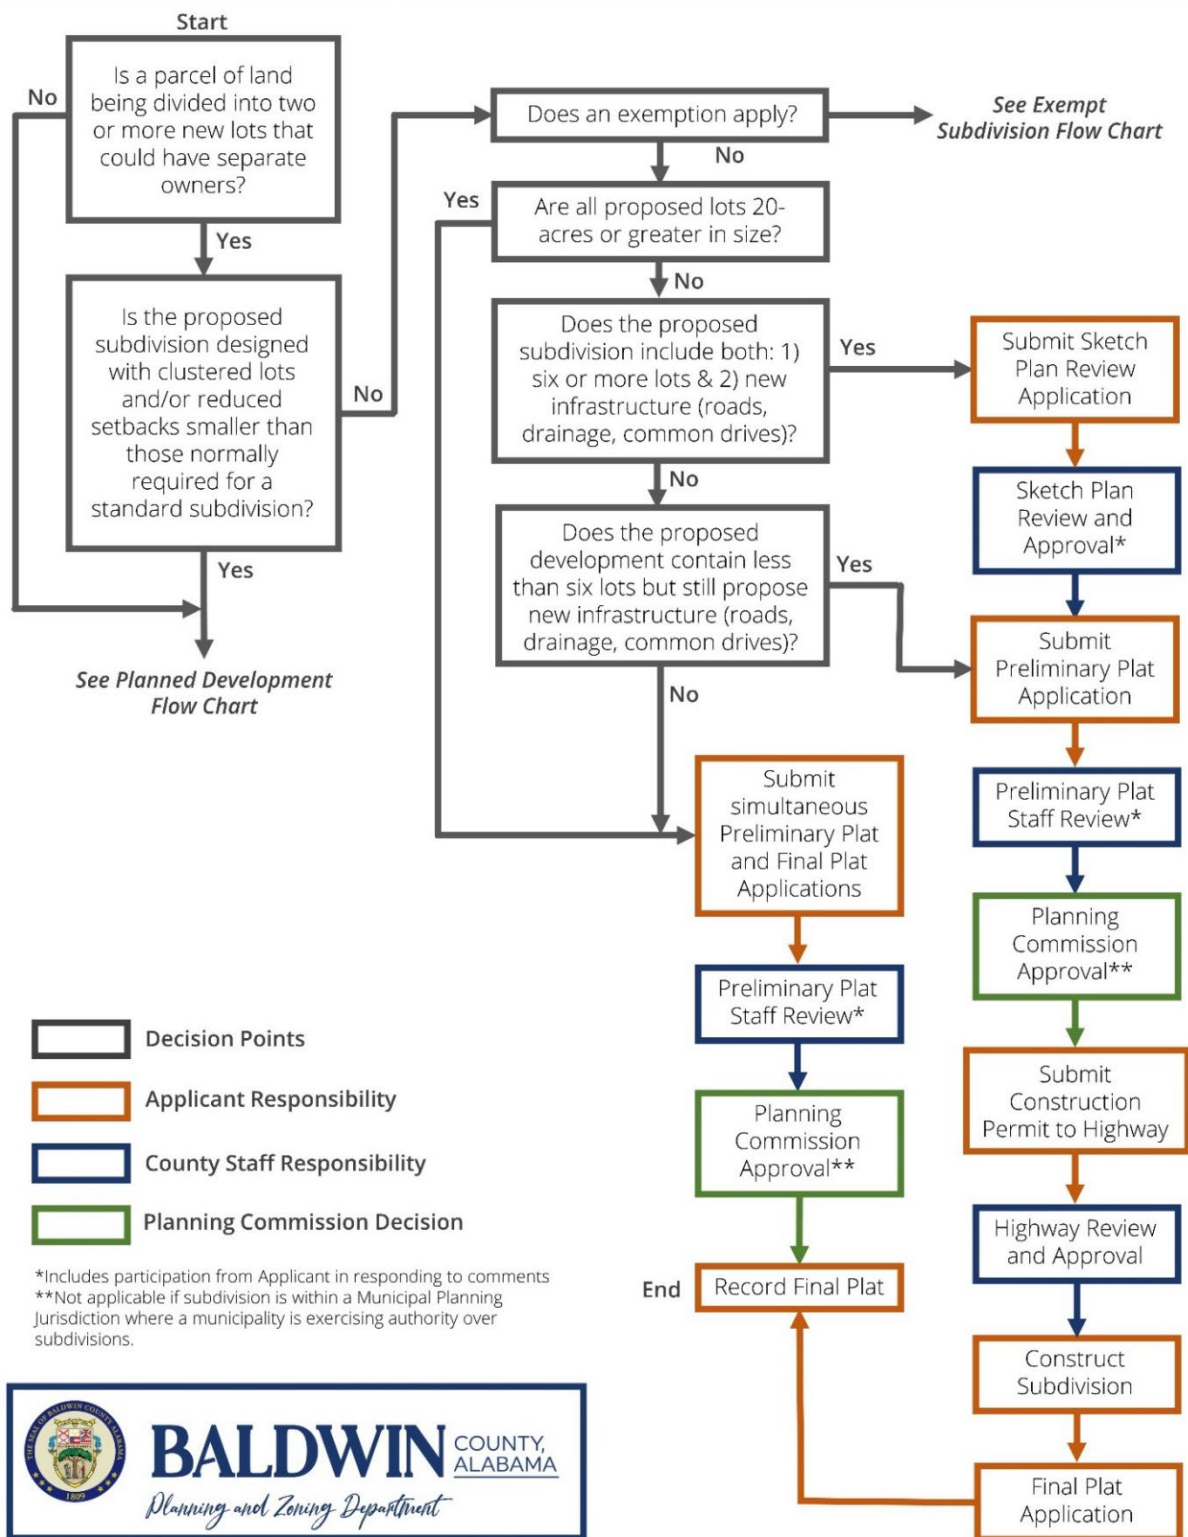 Start
Is a parcel of land
being divided into two
or more new lots that
could have separate
owners?
No
Yes
Is the proposed
subdivision designed
with clustered lots
and/or reduced
setbacks smaller than
those normally
required for a
standard subdivision?
No
Yes
See Planned Development
Flow Chart
Does an exemption apply?
See Exempt
Subdivision Flow Chart
No
Are all proposed lots 20-
acres or greater in size?
Yes
No
Does the proposed
subdivision include both: 1)
six or more lots & 2) new
infrastructure (roads,
drainage, common drives)?
Yes
No
Does the proposed
development contain less
than six lots but still propose
new infrastructure (roads,
drainage, common drives)?
Yes
No
Submit
simultaneous
Preliminary Plat
and Final Plat
Applications
Preliminary Plat
Staff Review*
Planning
Commission
Approval**
End
Record Final Plat
Submit Sketch
Plan Review
Application
Sketch Plan
Review and
Approval*
Submit
Preliminary Plat
Application
Preliminary Plat
Staff Review*
Planning
Commission
Approval**
Submit
Construction
Permit to Highway
Highway Review
and Approval
Construct
Subdivision
Final Plat
Application
Decision Points
Applicant Responsibility
County Staff Responsibility
Planning Commission Decision
*Includes participation from Applicant in responding to comments
**Not applicable if subdivision is within a Municipal Planning
Jurisdiction where a municipality is exercising authority over
subdivisions.
THE SEAL OF BALDWIN COUNTY ALABAMA
1809
BALDWIN COUNTY,
ALABAMA
Planning and Zoning Department